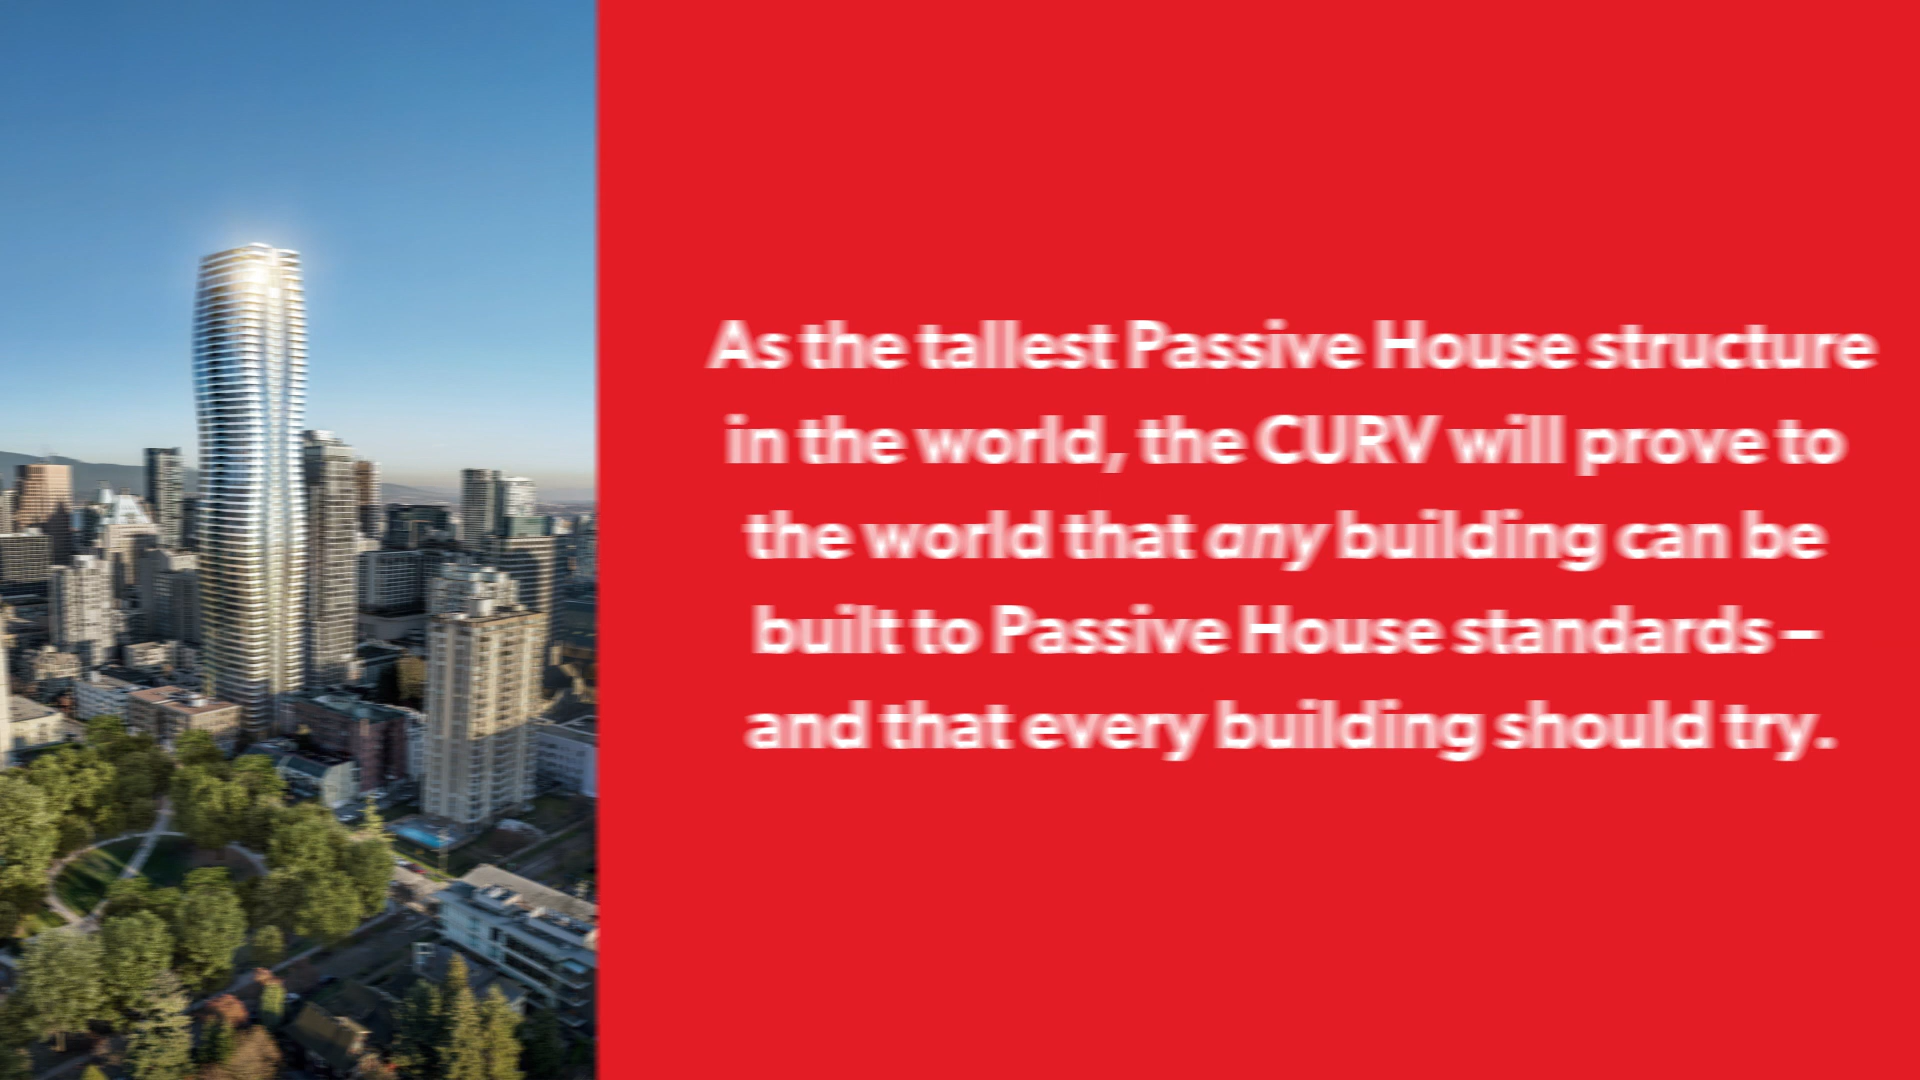 As the tallest Passive House structure
in the world, the CURV will prove to
the world that any building can be
built to Passive House standards –
and that every building should try.